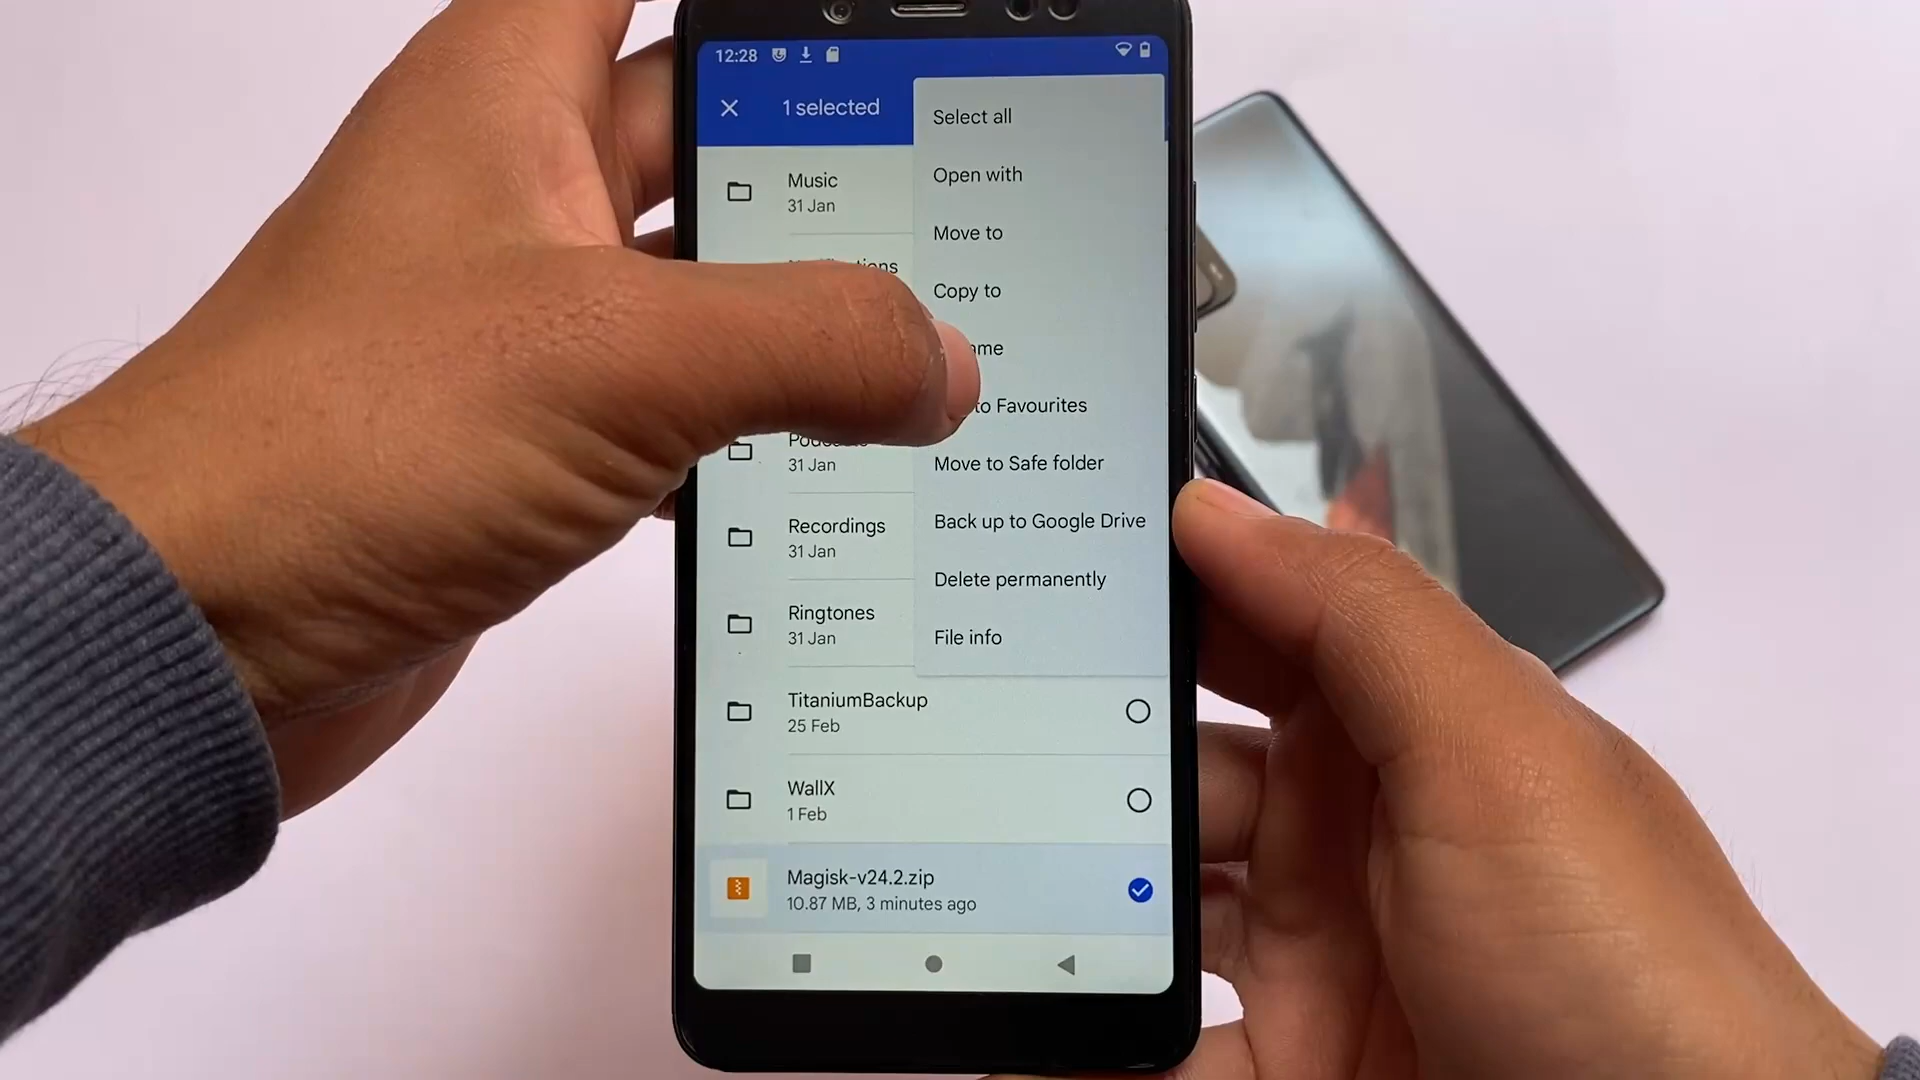 12:28
1 selected
Select all
Open with
Move to
Copy to
to Favourites
Move to Safe folder
Back up to Google Drive
Delete permanently
File info
Music
31 Jan
31 Jan
Recordings
31 Jan
Ringtones
31 Jan
TitaniumBackup
25 Feb
WallX
1 Feb
Magisk-v24.2.zip
10.87 MB, 3 minutes ago